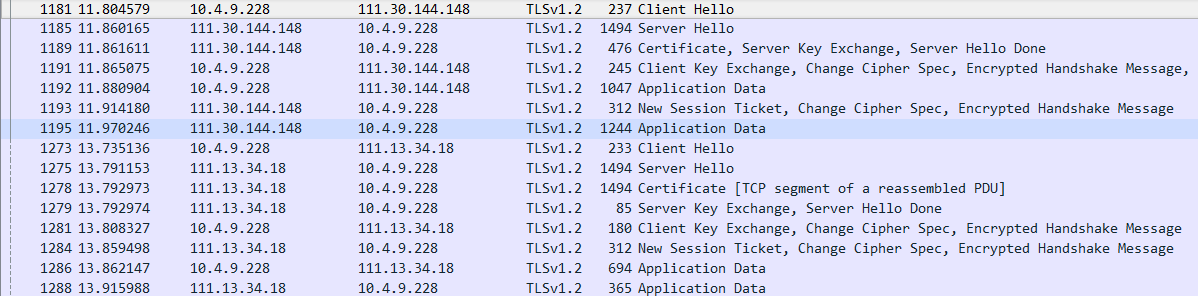 1181 11.804579 10.4.9.228 111.30.144.148 TLSv1.2 237 Client Hello
1185 11.860165 111.30.144.148 10.4.9.228 TLSv1.2 1494 Server Hello
1189 11.861611 111.30.144.148 10.4.9.228 TLSv1.2 476 Certificate, Server Key Exchange, Server Hello Done
1191 11.865075 10.4.9.228 111.30.144.148 TLSv1.2 245 Client Key Exchange, Change Cipher Spec, Encrypted Handshake Message,
1192 11.880904 10.4.9.228 111.30.144.148 TLSv1.2 1047 Application Data
1193 11.914180 111.30.144.148 10.4.9.228 TLSv1.2 312 New Session Ticket, Change Cipher Spec, Encrypted Handshake Message
1195 11.970246 111.30.144.148 10.4.9.228 TLSv1.2 1244 Application Data
1273 13.735136 10.4.9.228 111.13.34.18 TLSv1.2 233 Client Hello
1275 13.791153 111.13.34.18 10.4.9.228 TLSv1.2 1494 Server Hello
1278 13.792973 111.13.34.18 10.4.9.228 TLSv1.2 1494 Certificate [TCP segment of a reassembled PDU]
1279 13.792974 111.13.34.18 10.4.9.228 TLSv1.2 85 Server Key Exchange, Server Hello Done
1281 13.808327 10.4.9.228 111.13.34.18 TLSv1.2 180 Client Key Exchange, Change Cipher Spec, Encrypted Handshake Message
1284 13.859498 111.13.34.18 10.4.9.228 TLSv1.2 312 New Session Ticket, Change Cipher Spec, Encrypted Handshake Message
1286 13.862147 10.4.9.228 111.13.34.18 TLSv1.2 694 Application Data
1288 13.915988 111.13.34.18 10.4.9.228 TLSv1.2 365 Application Data